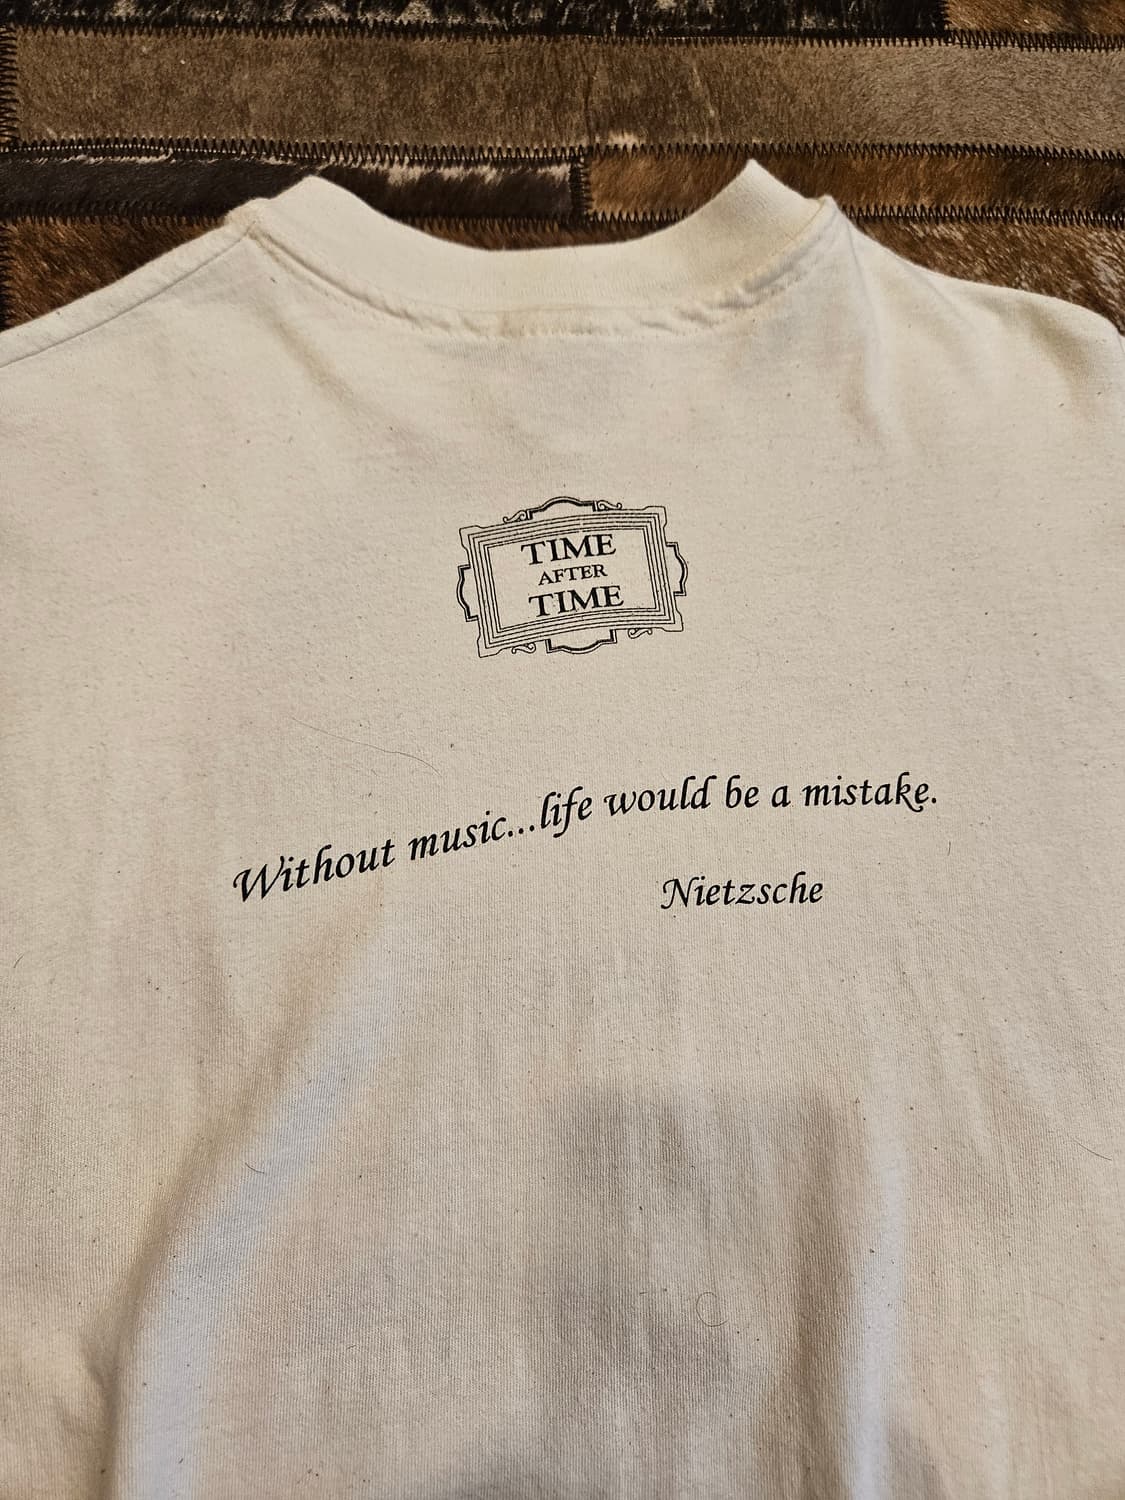 TIME
AFTER
TIME
Without music...life would be a mistake.
Nietzsche